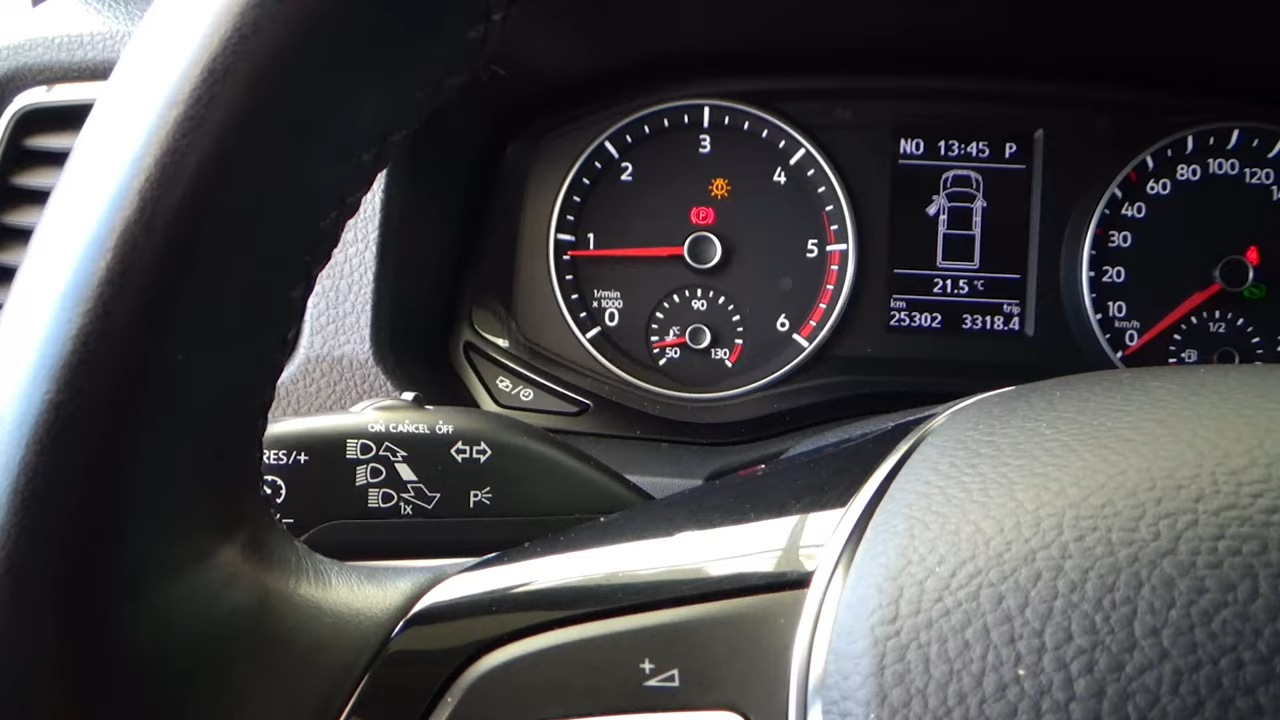 NO 13:45 P
21.5 °C
km trip
25302 3318.4
0 1 2 3 4 5 6
1/min
x 1000
P
°C
50 90 130
0 10 20 30 40 60 80 100 120
km/h
1/2
ON CANCEL OFF
RES/+
1x
P